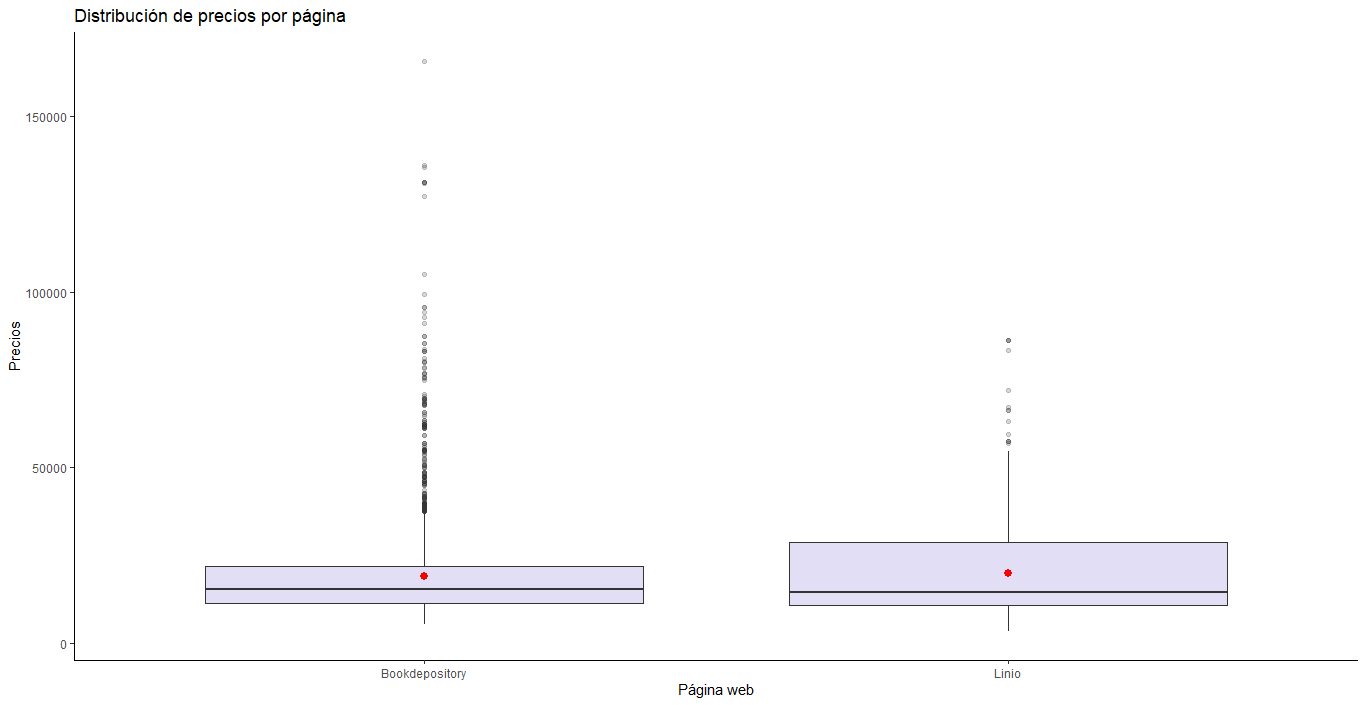 Distribución de precios por página
150000
100000
50000
0
Precios
Bookdepository
Linio
Página web